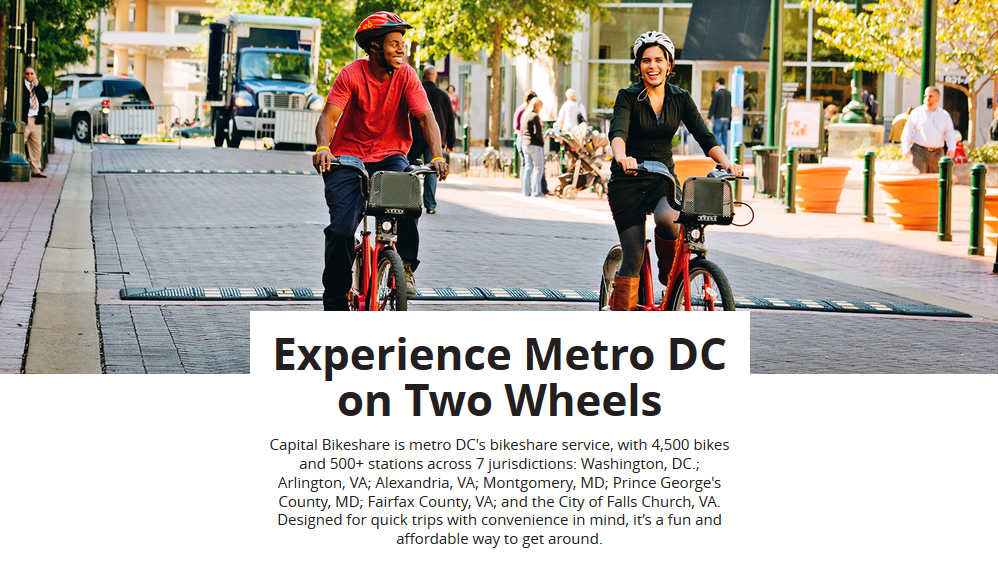 Experience Metro DC
on Two Wheels
Capital Bikeshare is metro DC's bikeshare service, with 4,500 bikes
and 500+ stations across 7 jurisdictions: Washington, DC.;
Arlington, VA; Alexandria, VA; Montgomery, MD; Prince George's
County, MD; Fairfax County, VA; and the City of Falls Church, VA.
Designed for quick trips with convenience in mind, it’s a fun and
affordable way to get around.